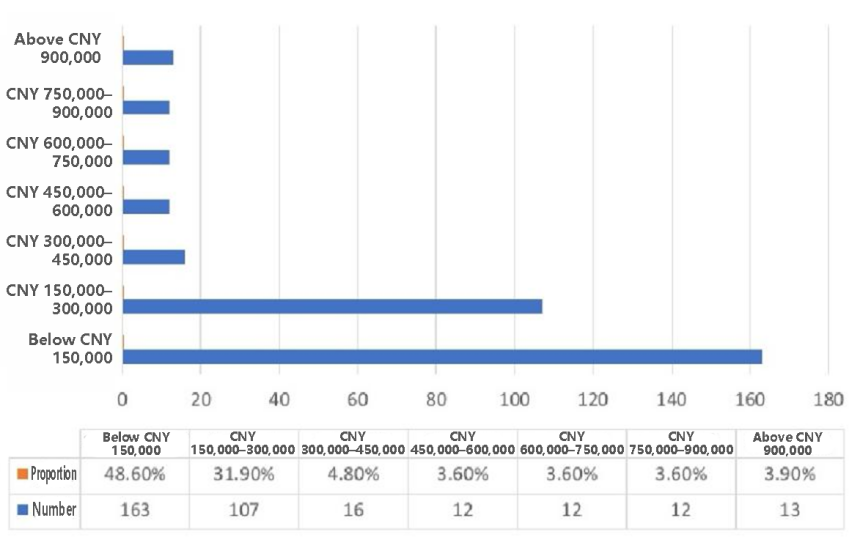 Above CNY
900,000
CNY 750,000–
900,000
CNY 600,000–
750,000
CNY 450,000–
600,000
CNY 300,000–
450,000
CNY 150,000–
300,000
Below CNY
150,000
0 20 40 60 80 100 120 140 160 180
Below CNY CNY CNY CNY CNY CNY Above CNY
150,000 150,000–300,000 300,000–450,000 450,000–600,000 600,000–750,000 750,000–900,000 900,000
Proportion 48.60% 31.90% 4.80% 3.60% 3.60% 3.60% 3.90%
Number 163 107 16 12 12 12 13